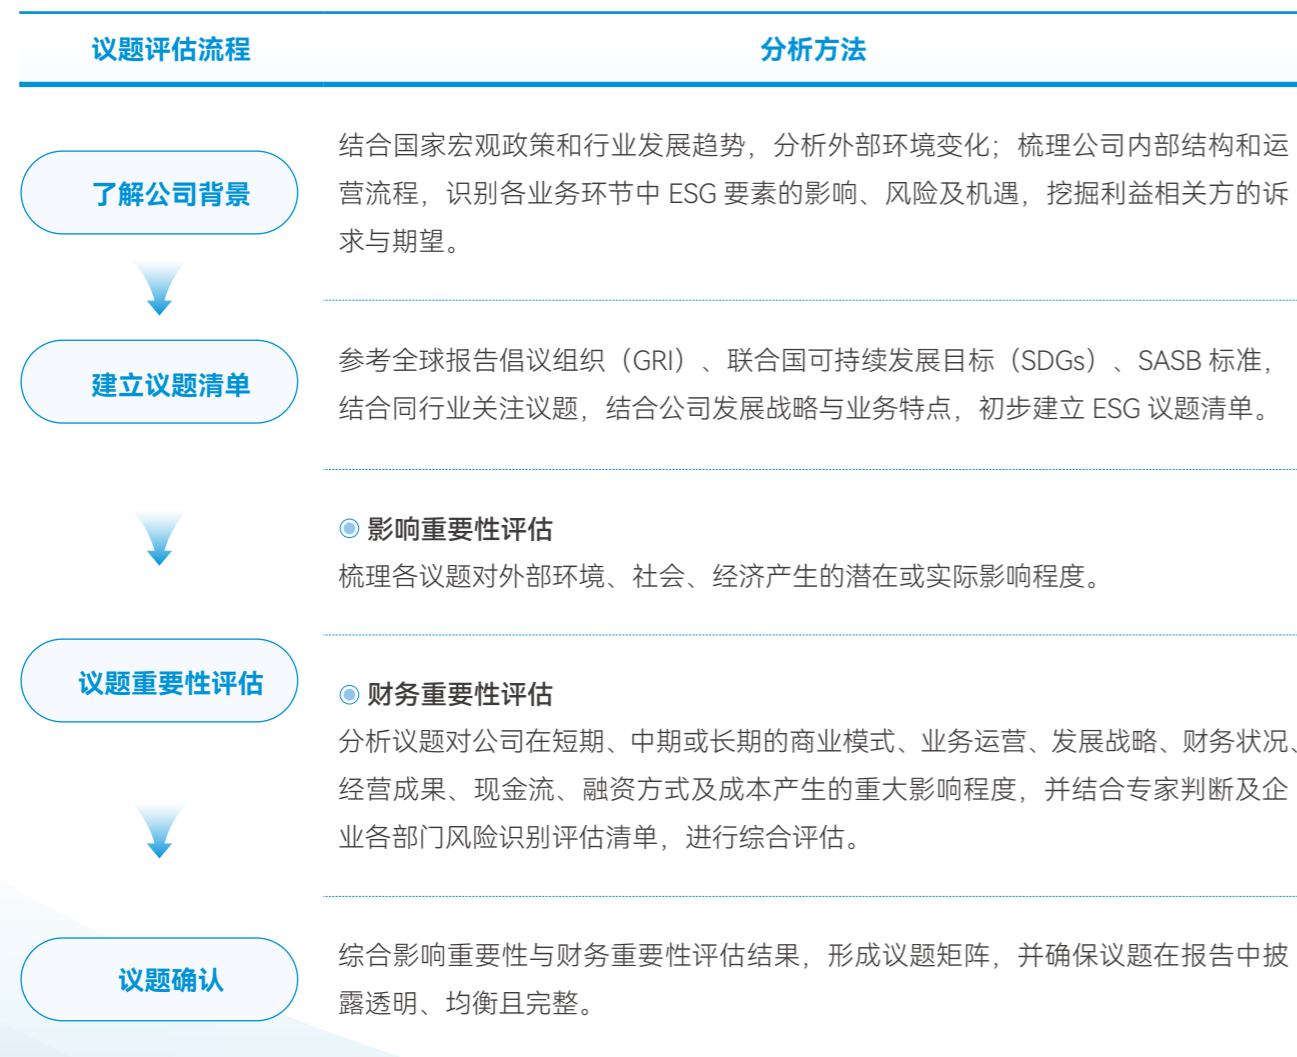 议题评估流程
分析方法
了解公司背景
结合国家宏观政策和行业发展趋势，分析外部环境变化；梳理公司内部结构和运
营流程，识别各业务环节中 ESG 要素的影响、风险及机遇，挖掘利益相关方的诉
求与期望。
建立议题清单
参考全球报告倡议组织（GRI）、联合国可持续发展目标（SDGs）、SASB 标准，
结合同行业关注议题，结合公司发展战略与业务特点，初步建立 ESG 议题清单。
议题重要性评估
影响重要性评估
梳理各议题对外部环境、社会、经济产生的潜在或实际影响程度。
财务重要性评估
分析议题对公司在短期、中期或长期的商业模式、业务运营、发展战略、财务状况、
经营成果、现金流、融资方式及成本产生的重大影响程度，并结合专家判断及企
业各部门风险识别评估清单，进行综合评估。
议题确认
综合影响重要性与财务重要性评估结果，形成议题矩阵，并确保议题在报告中披
露透明、均衡且完整。